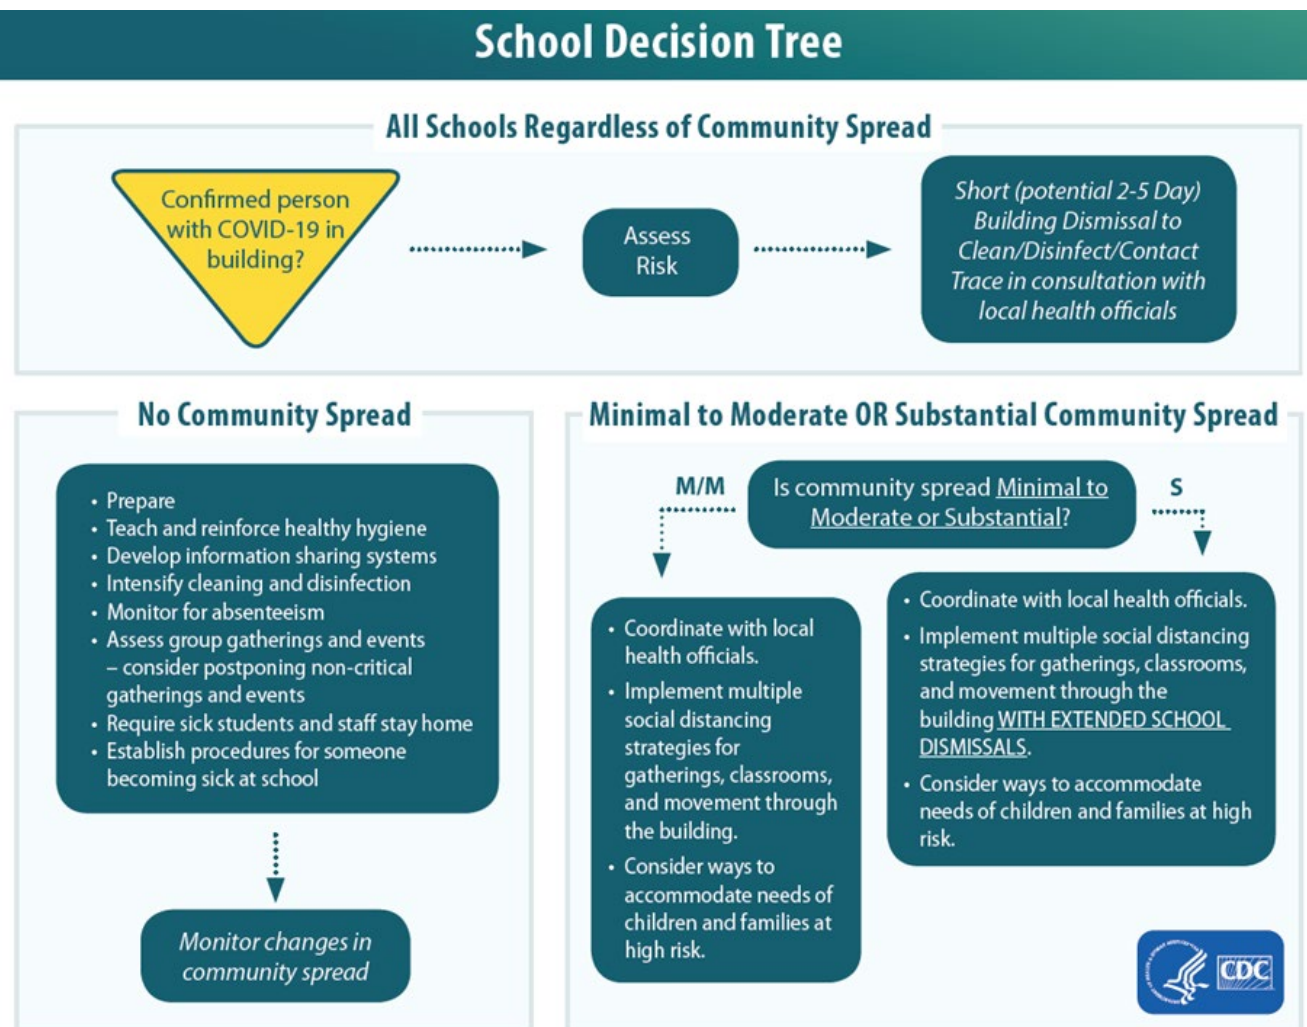 School Decision Tree
All Schools Regardless of Community Spread
Confirmed person
with COVID-19 in
building?
Assess
Risk
Short (potential 2-5 Day)
Building Dismissal to
Clean/Disinfect/Contact
Trace in consultation with
local health officials
No Community Spread
• Prepare
• Teach and reinforce healthy hygiene
• Develop information sharing systems
• Intensify cleaning and disinfection
• Monitor for absenteeism
• Assess group gatherings and events
– consider postponing non-critical
gatherings and events
• Require sick students and staff stay home
• Establish procedures for someone
becoming sick at school
Monitor changes in
community spread
Minimal to Moderate OR Substantial Community Spread
M/M
Is community spread Minimal to
Moderate or Substantial?
S
• Coordinate with local
health officials.
• Implement multiple
social distancing
strategies for
gatherings, classrooms,
and movement through
the building.
• Consider ways to
accommodate needs of
children and families at
high risk.
• Coordinate with local health officials.
• Implement multiple social distancing
strategies for gatherings, classrooms,
and movement through the
building WITH EXTENDED SCHOOL
DISMISSALS.
• Consider ways to accommodate
needs of children and families at high
risk.
CDC